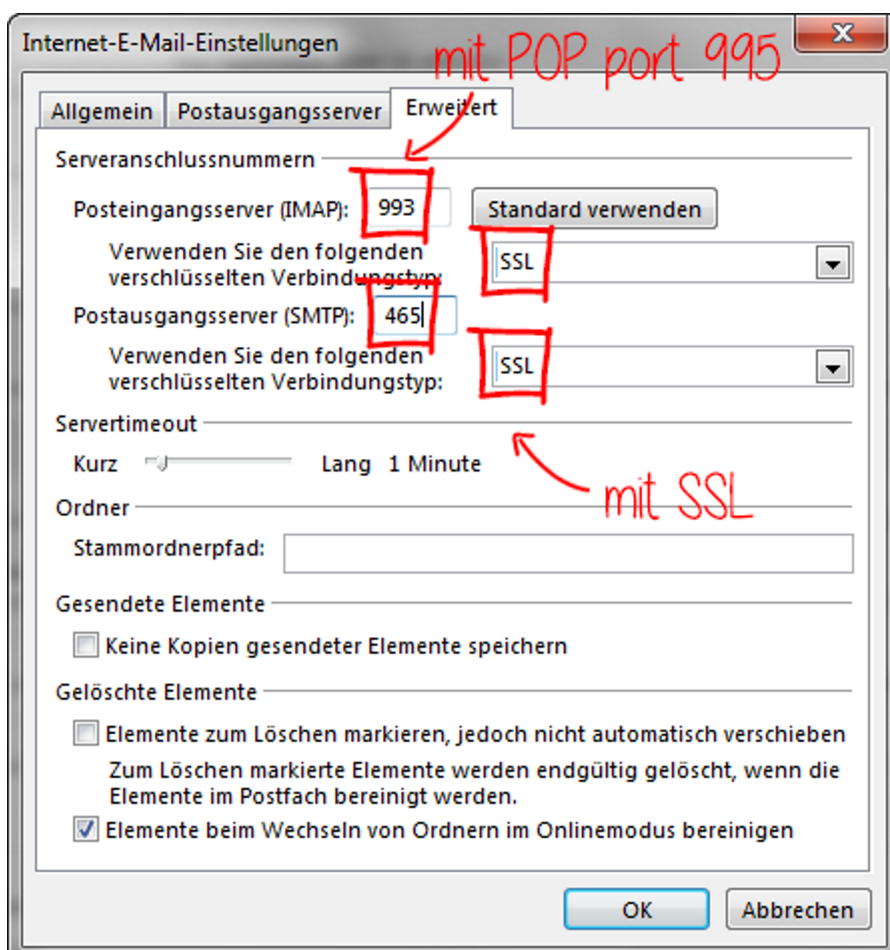 Internet-E-Mail-Einstellungen
mit POP port 995
Allgemein Postausgangsserver Erweitert
Serveranschlussnummern
Posteingangsserver (IMAP): 993 Standard verwenden
Verwenden Sie den folgenden
verschlüsselten Verbindungstyp: SSL
Postausgangsserver (SMTP): 465
Verwenden Sie den folgenden
verschlüsselten Verbindungstyp: SSL
Servertimeout
Kurz Lang 1 Minute
mit SSL
Ordner
Stammordnerpfad:
Gesendete Elemente
Keine Kopien gesendeter Elemente speichern
Gelöschte Elemente
Elemente zum Löschen markieren, jedoch nicht automatisch verschieben
Zum Löschen markierte Elemente werden endgültig gelöscht, wenn die
Elemente im Postfach bereinigt werden.
Elemente beim Wechseln von Ordnern im Onlinemodus bereinigen
OK Abbrechen